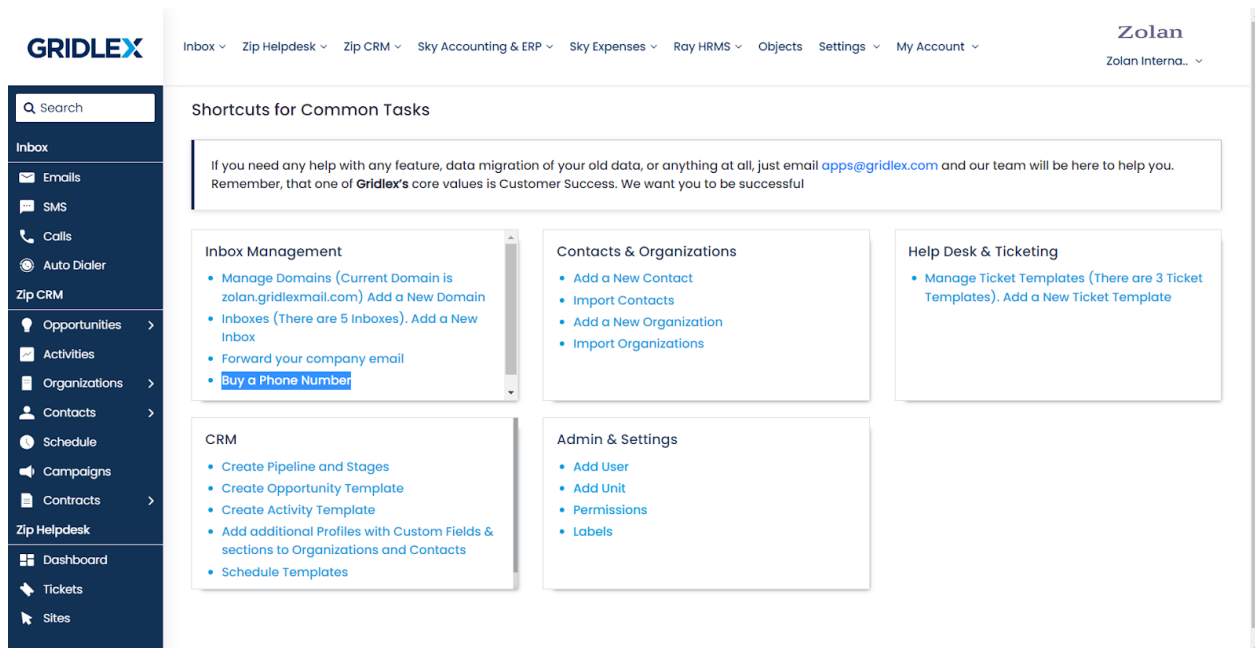 GRIDLEX
Inbox
Zip Helpdesk
Zip CRM
Sky Accounting & ERP
Sky Expenses
Ray HRMS
Objects
Settings
My Account
Zolan
Zolan Interna..
Search
Inbox
Emails
SMS
Calls
Auto Dialer
Zip CRM
Opportunities
Activities
Organizations
Contacts
Schedule
Campaigns
Contracts
Zip Helpdesk
Dashboard
Tickets
Sites
Shortcuts for Common Tasks
If you need any help with any feature, data migration of your old data, or anything at all, just email apps@gridlex.com and our team will be here to help you.
Remember, that one of Gridlex's core values is Customer Success. We want you to be successful
Inbox Management
Manage Domains (Current Domain is
zolan.gridlexmail.com) Add a New Domain
Inboxes (There are 5 Inboxes). Add a New
Inbox
Forward your company email
Buy a Phone Number
Contacts & Organizations
Add a New Contact
Import Contacts
Add a New Organization
Import Organizations
Help Desk & Ticketing
Manage Ticket Templates (There are 3 Ticket
Templates). Add a New Ticket Template
CRM
Create Pipeline and Stages
Create Opportunity Template
Create Activity Template
Add additional Profiles with Custom Fields &
sections to Organizations and Contacts
Schedule Templates
Admin & Settings
Add User
Add Unit
Permissions
Labels